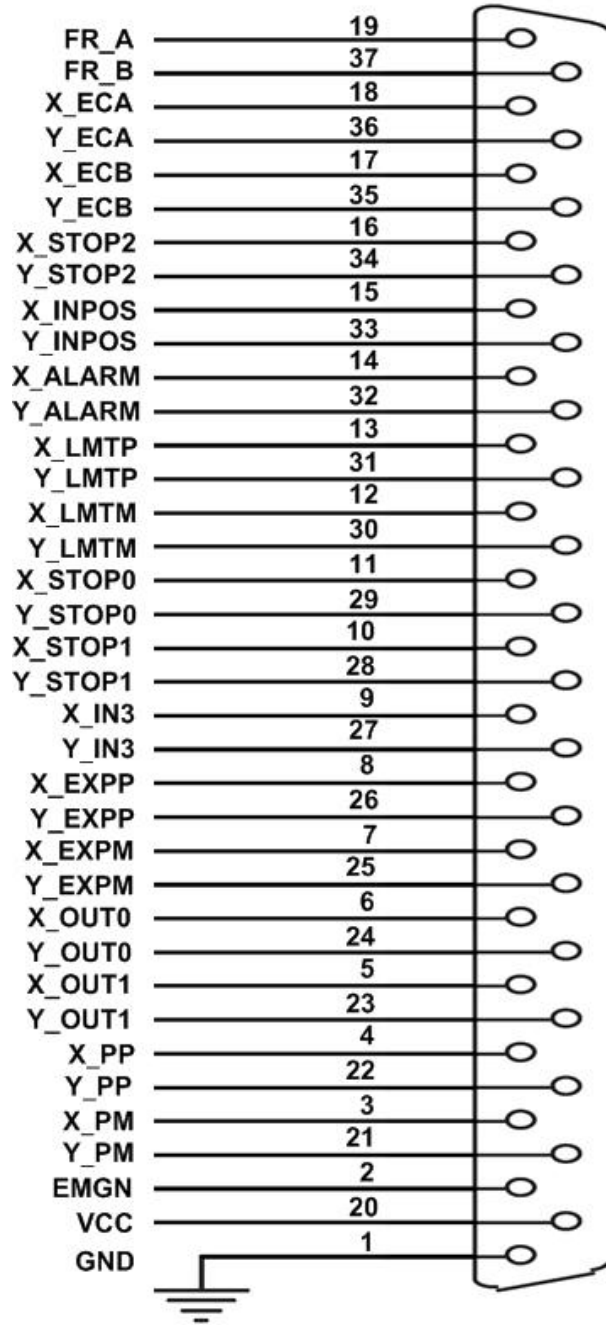 FR_A 19
FR_B 37
X_ECA 18
Y_ECA 36
X_ECB 17
Y_ECB 35
X_STOP2 16
Y_STOP2 34
X_INPOS 15
Y_INPOS 33
X_ALARM 14
Y_ALARM 32
X_LMTP 13
Y_LMTP 31
X_LMTM 12
Y_LMTM 30
X_STOP0 11
Y_STOP0 29
X_STOP1 10
Y_STOP1 28
X_IN3 9
Y_IN3 27
X_EXPP 8
Y_EXPP 26
X_EXPM 7
Y_EXPM 25
X_OUT0 6
Y_OUT0 24
X_OUT1 5
Y_OUT1 23
X_PP 4
Y_PP 22
X_PM 3
Y_PM 21
EMGN 2
VCC 20
GND 1